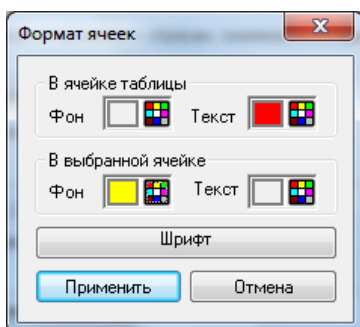 Формат ячеек
В ячейке таблицы
Фон Текст
В выбранной ячейке
Фон Текст
Шрифт
Применить Отмена